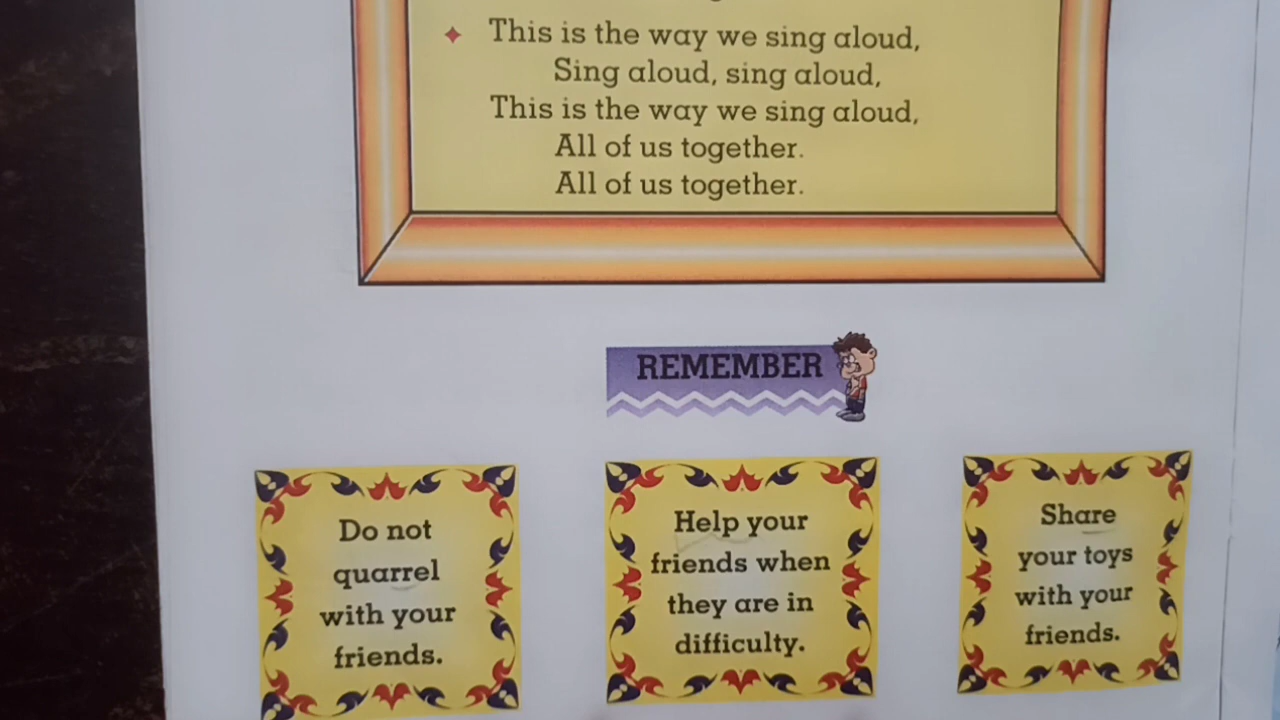 This is the way we sing aloud,
Sing aloud, sing aloud,
This is the way we sing aloud,
All of us together.
All of us together.
REMEMBER
Do not
quarrel
with your
friends.
Help your
friends when
they are in
difficulty.
Share
your toys
with your
friends.